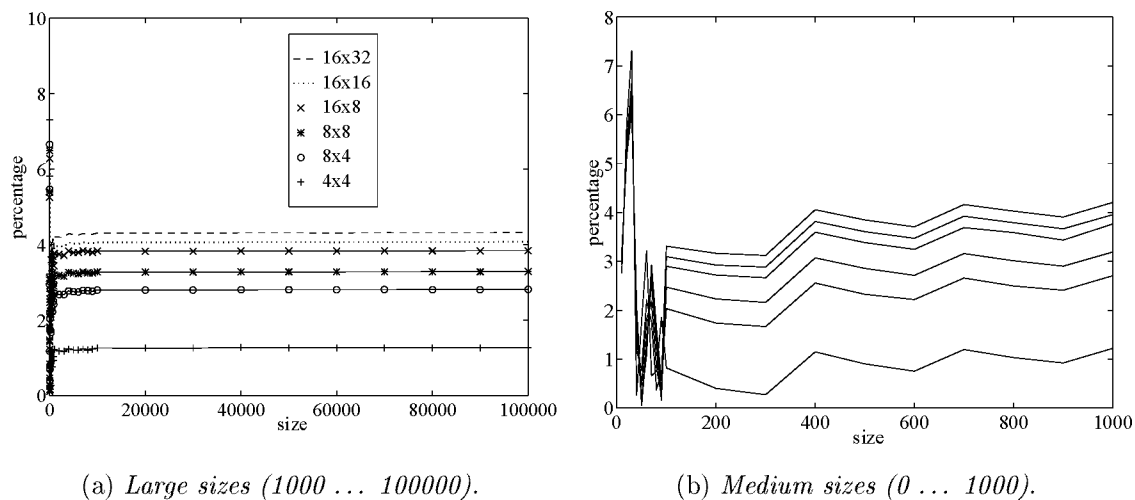 10
8
6
4
2
0
percentage
16x32
16x16
16x8
8x8
8x4
4x4
0 20000 40000 60000 80000 100000
size
(a) Large sizes (1000 ... 100000).
8
7
6
5
4
3
2
1
0
percentage
0 200 400 600 800 1000
size
(b) Medium sizes (0 ... 1000).